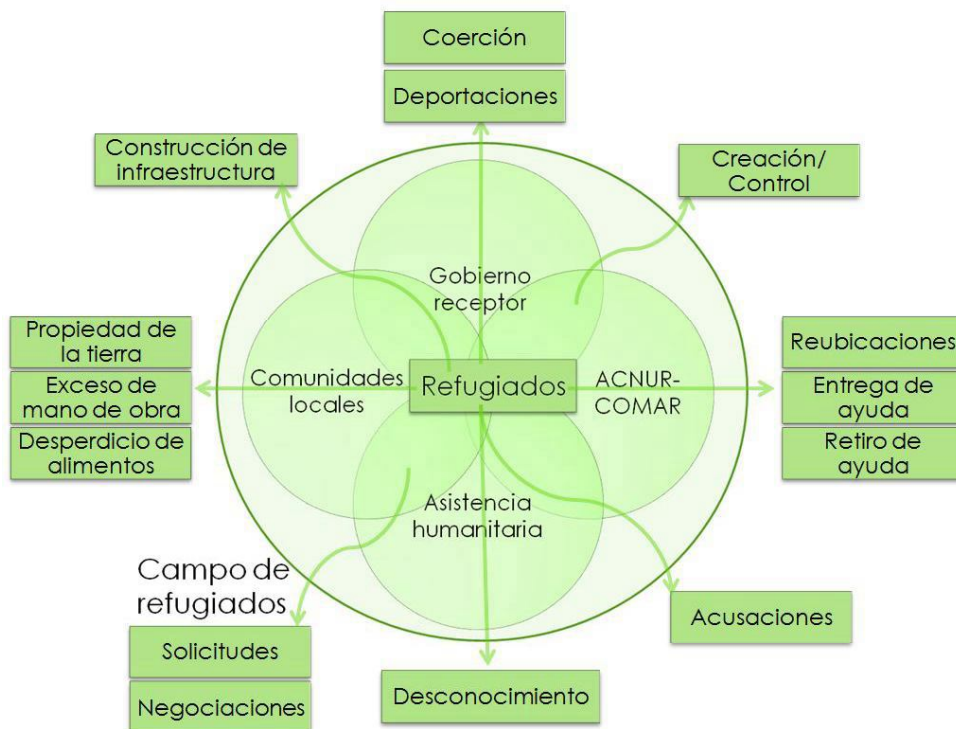 Coerción
Deportaciones
Construcción de
infraestructura
Creación/
Control
Gobierno
receptor
Propiedad de
la tierra
Exceso de
mano de obra
Desperdicio de
alimentos
Comunidades
locales
Refugiados
ACNUR-
COMAR
Reubicaciones
Entrega de
ayuda
Retiro de
ayuda
Asistencia
humanitaria
Campo de
refugiados
Solicitudes
Negociaciones
Desconocimiento
Acusaciones